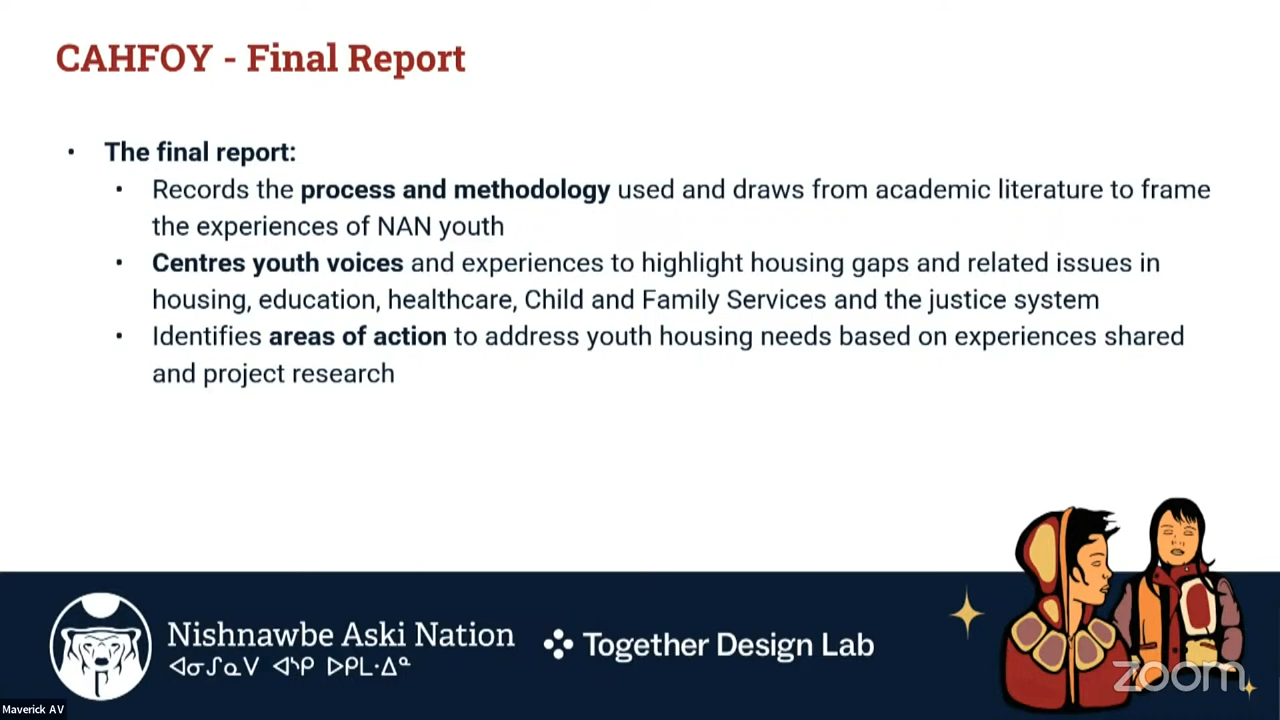 CAHFOY - Final Report
• The final report:
• Records the process and methodology used and draws from academic literature to frame
the experiences of NAN youth
• Centres youth voices and experiences to highlight housing gaps and related issues in
housing, education, healthcare, Child and Family Services and the justice system
• Identifies areas of action to address youth housing needs based on experiences shared
and project research
Nishnawbe Aski Nation
ᐊᓂᔑᓇᐯ ᐊᔅᑭ ᐅᑭᒪᐧᐃᓐ
Together Design Lab
zoom
Maverick AV